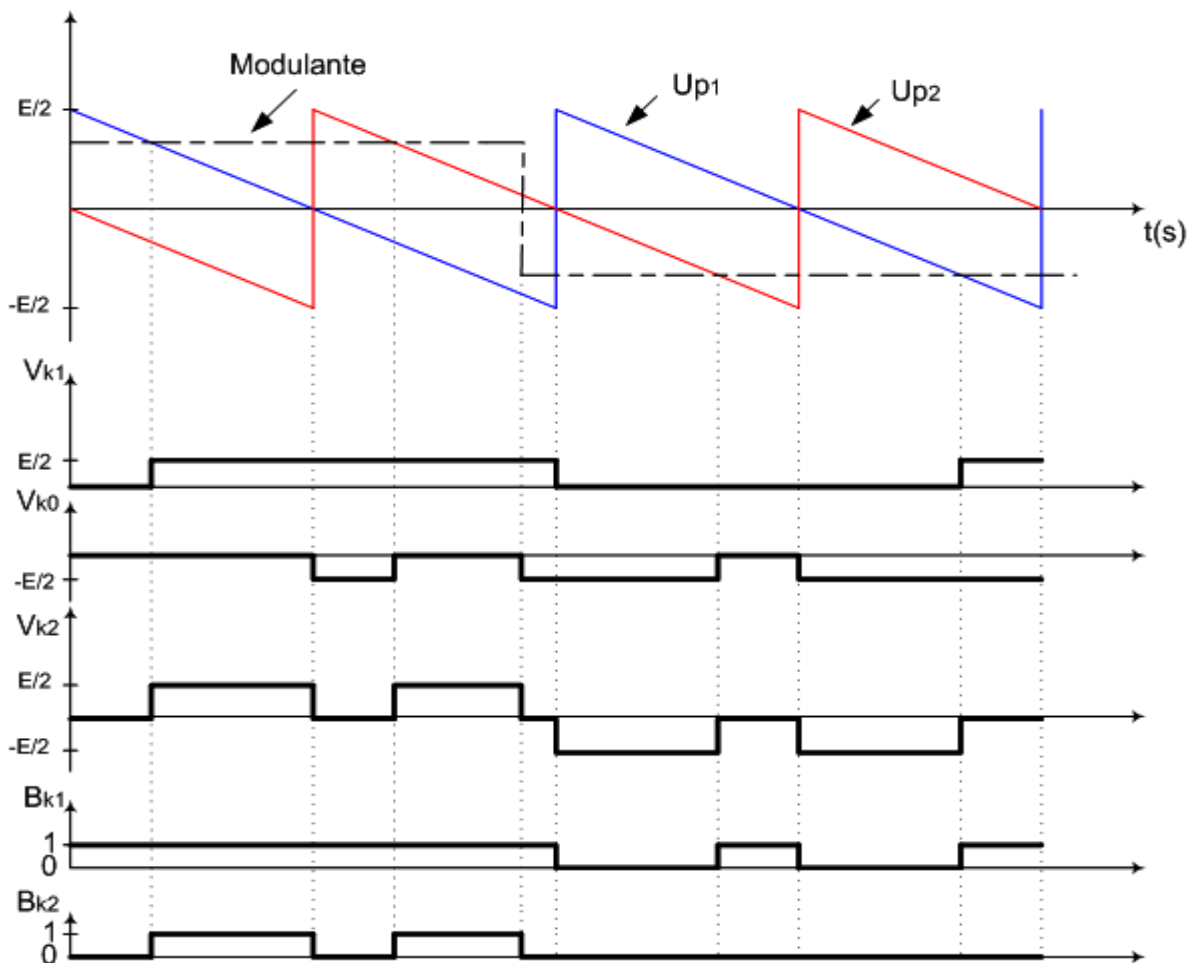 Modulante
Up1
Up2
E/2
t(s)
-E/2
Vk1
E/2
Vk0
-E/2
Vk2
E/2
-E/2
Bk1
1
0
Bk2
1
0